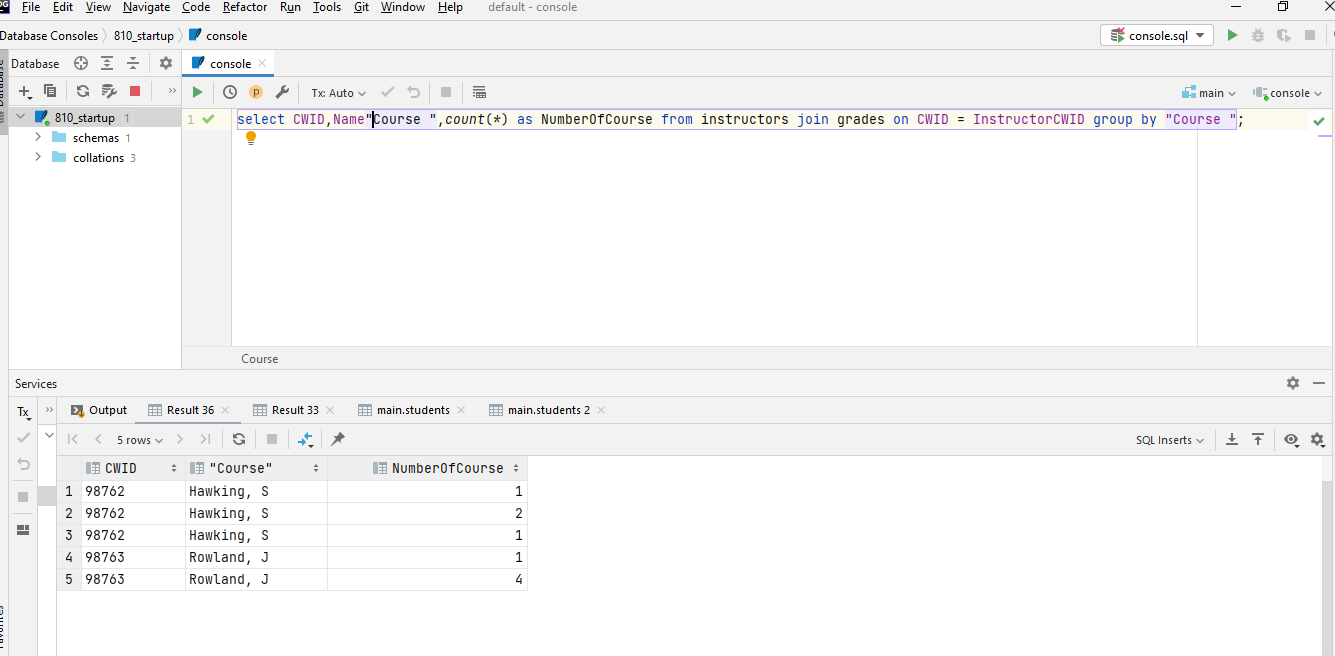 DG File Edit View Navigate Code Refactor Run Tools Git Window Help default - console
Database Consoles 810_startup console console.sql
Database console
Tx: Auto main console
810_startup 1
schemas 1
collations 3
1 select CWID,Name"Course ",count(*) as NumberOfCourse from instructors join grades on CWID = InstructorCWID group by "Course ";
Course
Services
Tx Output Result 36 Result 33 main.students main.students 2
5 rows SQL Inserts
CWID "Course" NumberOfCourse
1 98762 Hawking, S 1
2 98762 Hawking, S 2
3 98762 Hawking, S 1
4 98763 Rowland, J 1
5 98763 Rowland, J 4